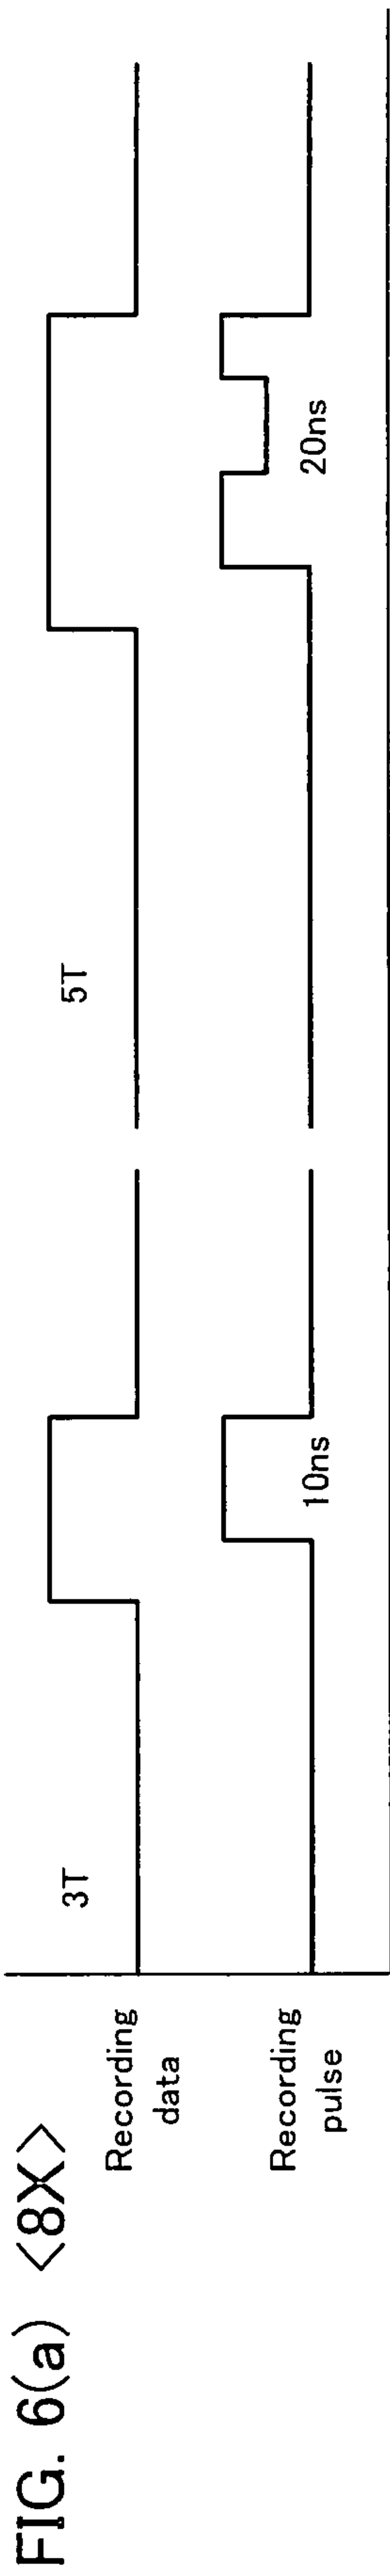 FIG. 6(a) <8X>
3T
5T
Recording
data
Recording
pulse
10ns
20ns